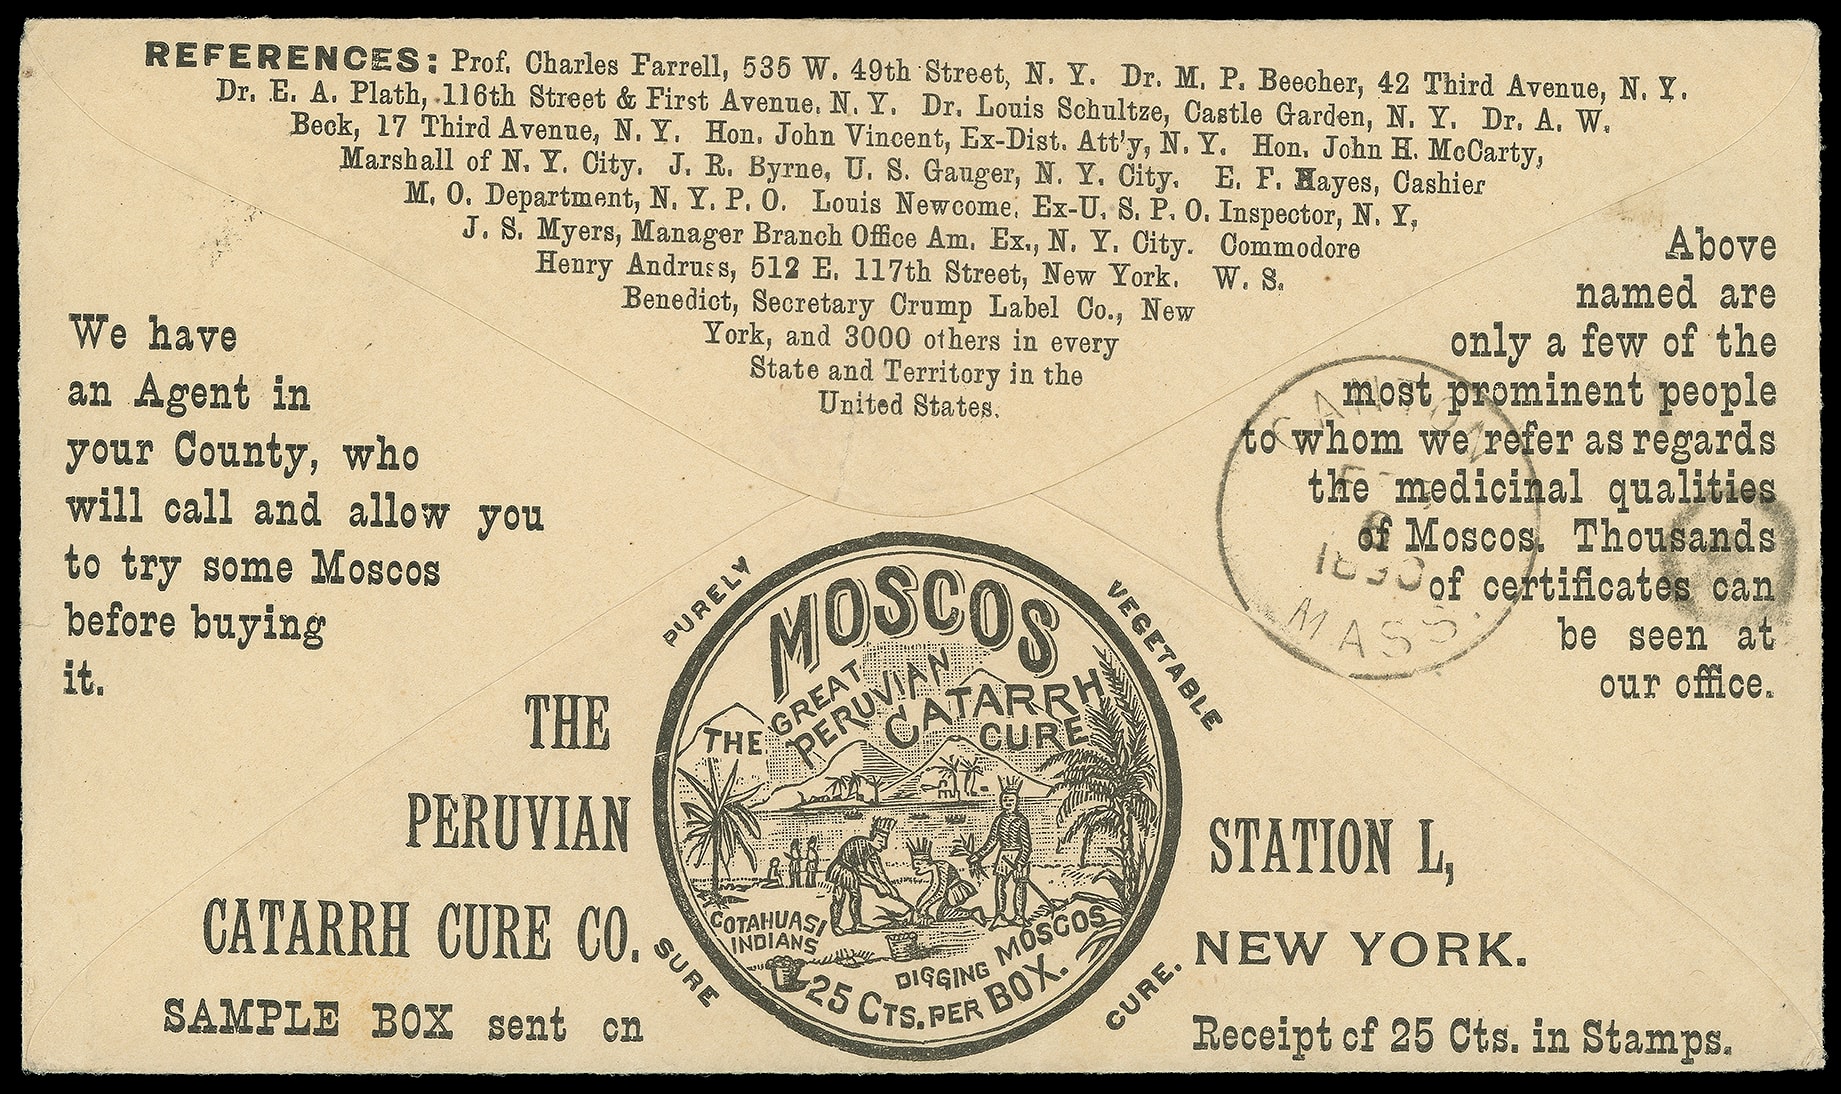 REFERENCES: Prof. Charles Farrell, 535 W. 49th Street, N. Y. Dr. M. P. Beecher, 42 Third Avenue, N. Y.
Dr. E. A. Plath, 116th Street & First Avenue, N. Y. Dr. Louis Schultze, Castle Garden, N. Y. Dr. A. W.
Beck, 17 Third Avenue, N. Y. Hon. John Vincent, Ex-Dist. Att'y, N. Y. Hon. John H. McCarty,
Marshall of N. Y. City. J. R. Byrne, U. S. Gauger, N. Y. City. E. F. Hayes, Cashier
M. O. Department, N. Y. P. O. Louis Newcome, Ex-U. S. P. O. Inspector, N. Y.
J. S. Myers, Manager Branch Office Am. Ex., N. Y. City. Commodore
Henry Andruss, 512 E. 117th Street, New York. W. S.
Benedict, Secretary Crump Label Co., New
York, and 3000 others in every
State and Territory in the
United States.
We have
an Agent in
your County, who
will call and allow you
to try some Moscos
before buying
it.
Above
named are
only a few of the
most prominent people
to whom we refer as regards
the medicinal qualities
of Moscos. Thousands
of certificates can
be seen at
our office.
CANTON
8
1890
MASS.
PURELY
VEGETABLE
SURE
CURE.
MOSCOS
THE GREAT
PERUVIAN
CATARRH
CURE
COTAHUASI
INDIANS
DIGGING MOSCOS
25 CTS. PER BOX.
THE
PERUVIAN
CATARRH CURE CO.
STATION L,
NEW YORK.
SAMPLE BOX sent on
Receipt of 25 Cts. in Stamps.